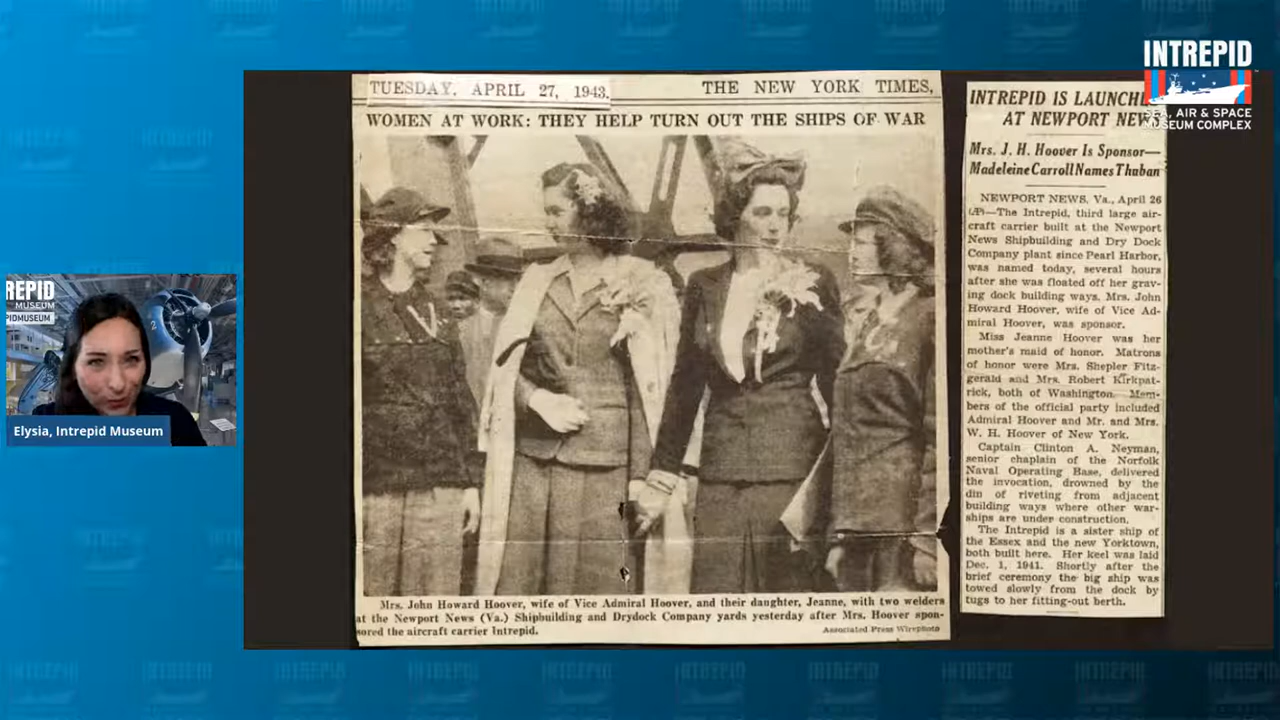 INTREPID
SEA, AIR & SPACE
MUSEUM COMPLEX
REPID
MUSEUM
PIDMUSEUM
2
Elysia, Intrepid Museum
TUESDAY, APRIL 27, 1943.
THE NEW YORK TIMES,
WOMEN AT WORK: THEY HELP TURN OUT THE SHIPS OF WAR
Mrs. John Howard Hoover, wife of Vice Admiral Hoover, and their daughter, Jeanne, with two welders
at the Newport News (Va.) Shipbuilding and Drydock Company yards yesterday after Mrs. Hoover spon-
sored the aircraft carrier Intrepid.
Associated Press Wirephoto
INTREPID IS LAUNCHE
AT NEWPORT NEWS
Mrs. J. H. Hoover Is Sponsor—
Madeleine Carroll Names Thuban
NEWPORT NEWS, Va., April 26
(AP)—The Intrepid, third large air-
craft carrier built at the Newport
News Shipbuilding and Dry Dock
Company plant since Pearl Harbor,
was named today, several hours
after she was floated off her grav-
ing dock building ways. Mrs. John
Howard Hoover, wife of Vice Ad-
miral Hoover, was sponsor.
Miss Jeanne Hoover was her
mother's maid of honor. Matrons
of honor were Mrs. Shepler Fitz-
gerald and Mrs. Robert Kirkpat-
rick, both of Washington. Mem-
bers of the official party included
Admiral Hoover and Mr. and Mrs.
W. H. Hoover of New York.
Captain Clinton A. Neyman,
senior chaplain of the Norfolk
Naval Operating Base, delivered
the invocation, drowned by the
din of riveting from adjacent
building ways where other war-
ships are under construction.
The Intrepid is a sister ship of
the Essex and the new Yorktown,
both built here. Her keel was laid
Dec. 1, 1941. Shortly after the
brief ceremony the big ship was
towed slowly from the dock by
tugs to her fitting-out berth.